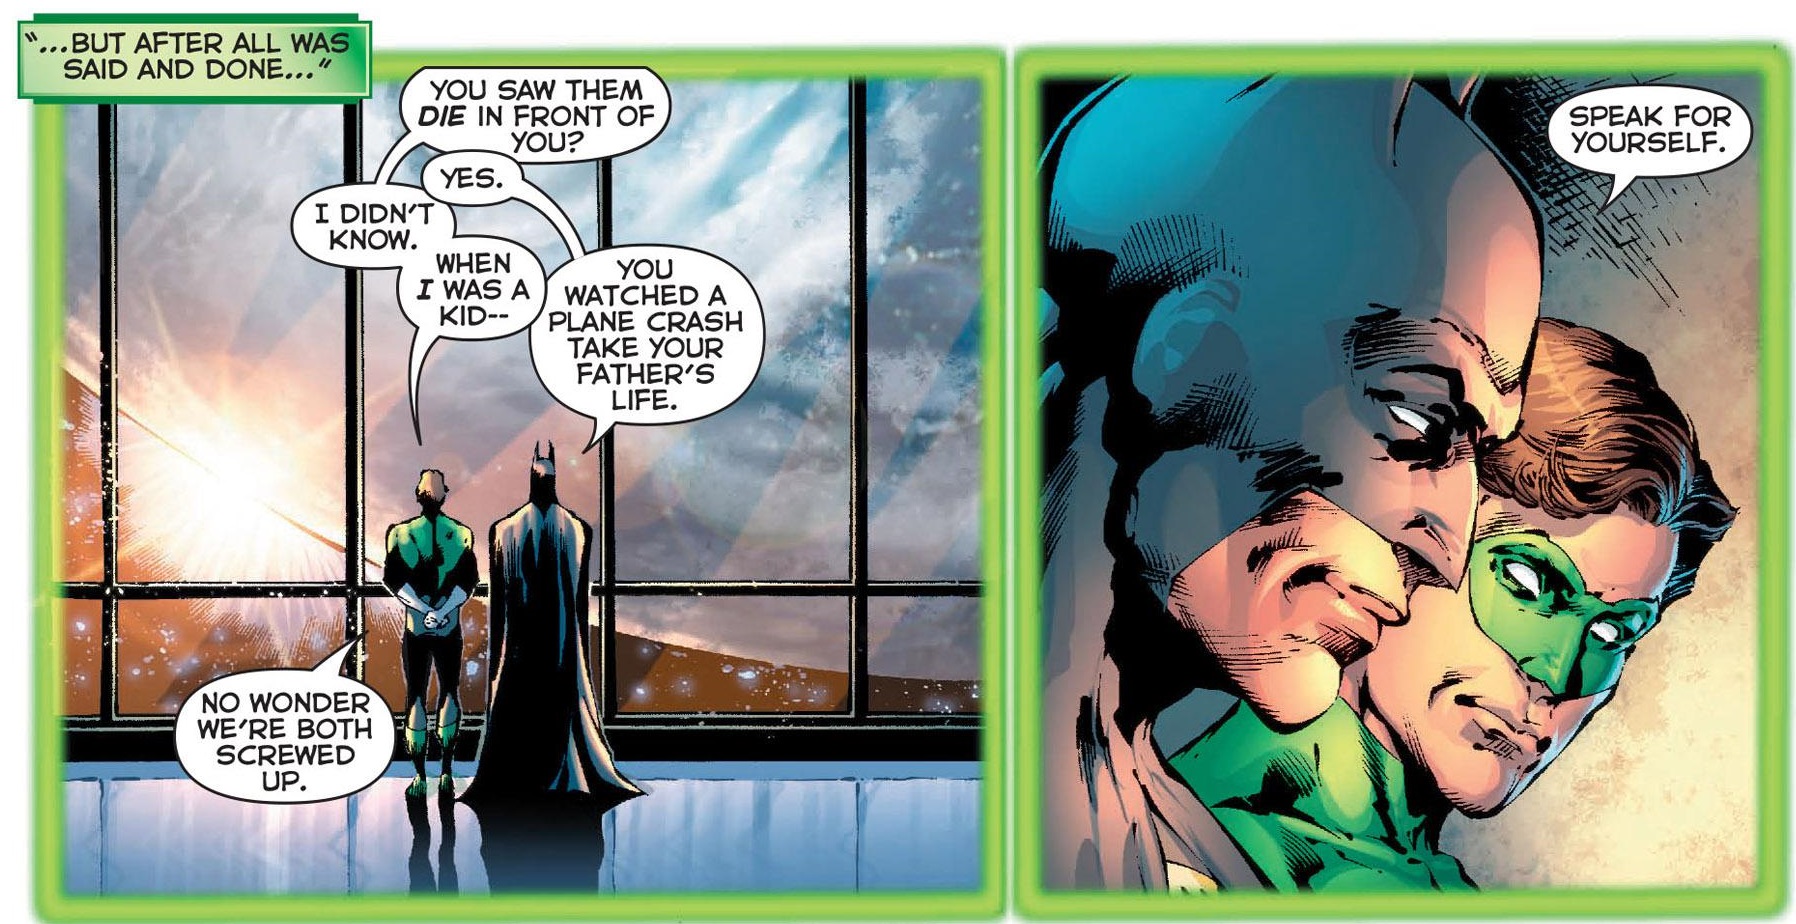 "...BUT AFTER ALL WAS
SAID AND DONE..."
YOU SAW THEM
DIE IN FRONT OF
YOU?
YES.
I DIDN'T
KNOW.
WHEN
I WAS A
KID--
YOU
WATCHED A
PLANE CRASH
TAKE YOUR
FATHER'S
LIFE.
NO WONDER
WE'RE BOTH
SCREWED
UP.
SPEAK FOR
YOURSELF.